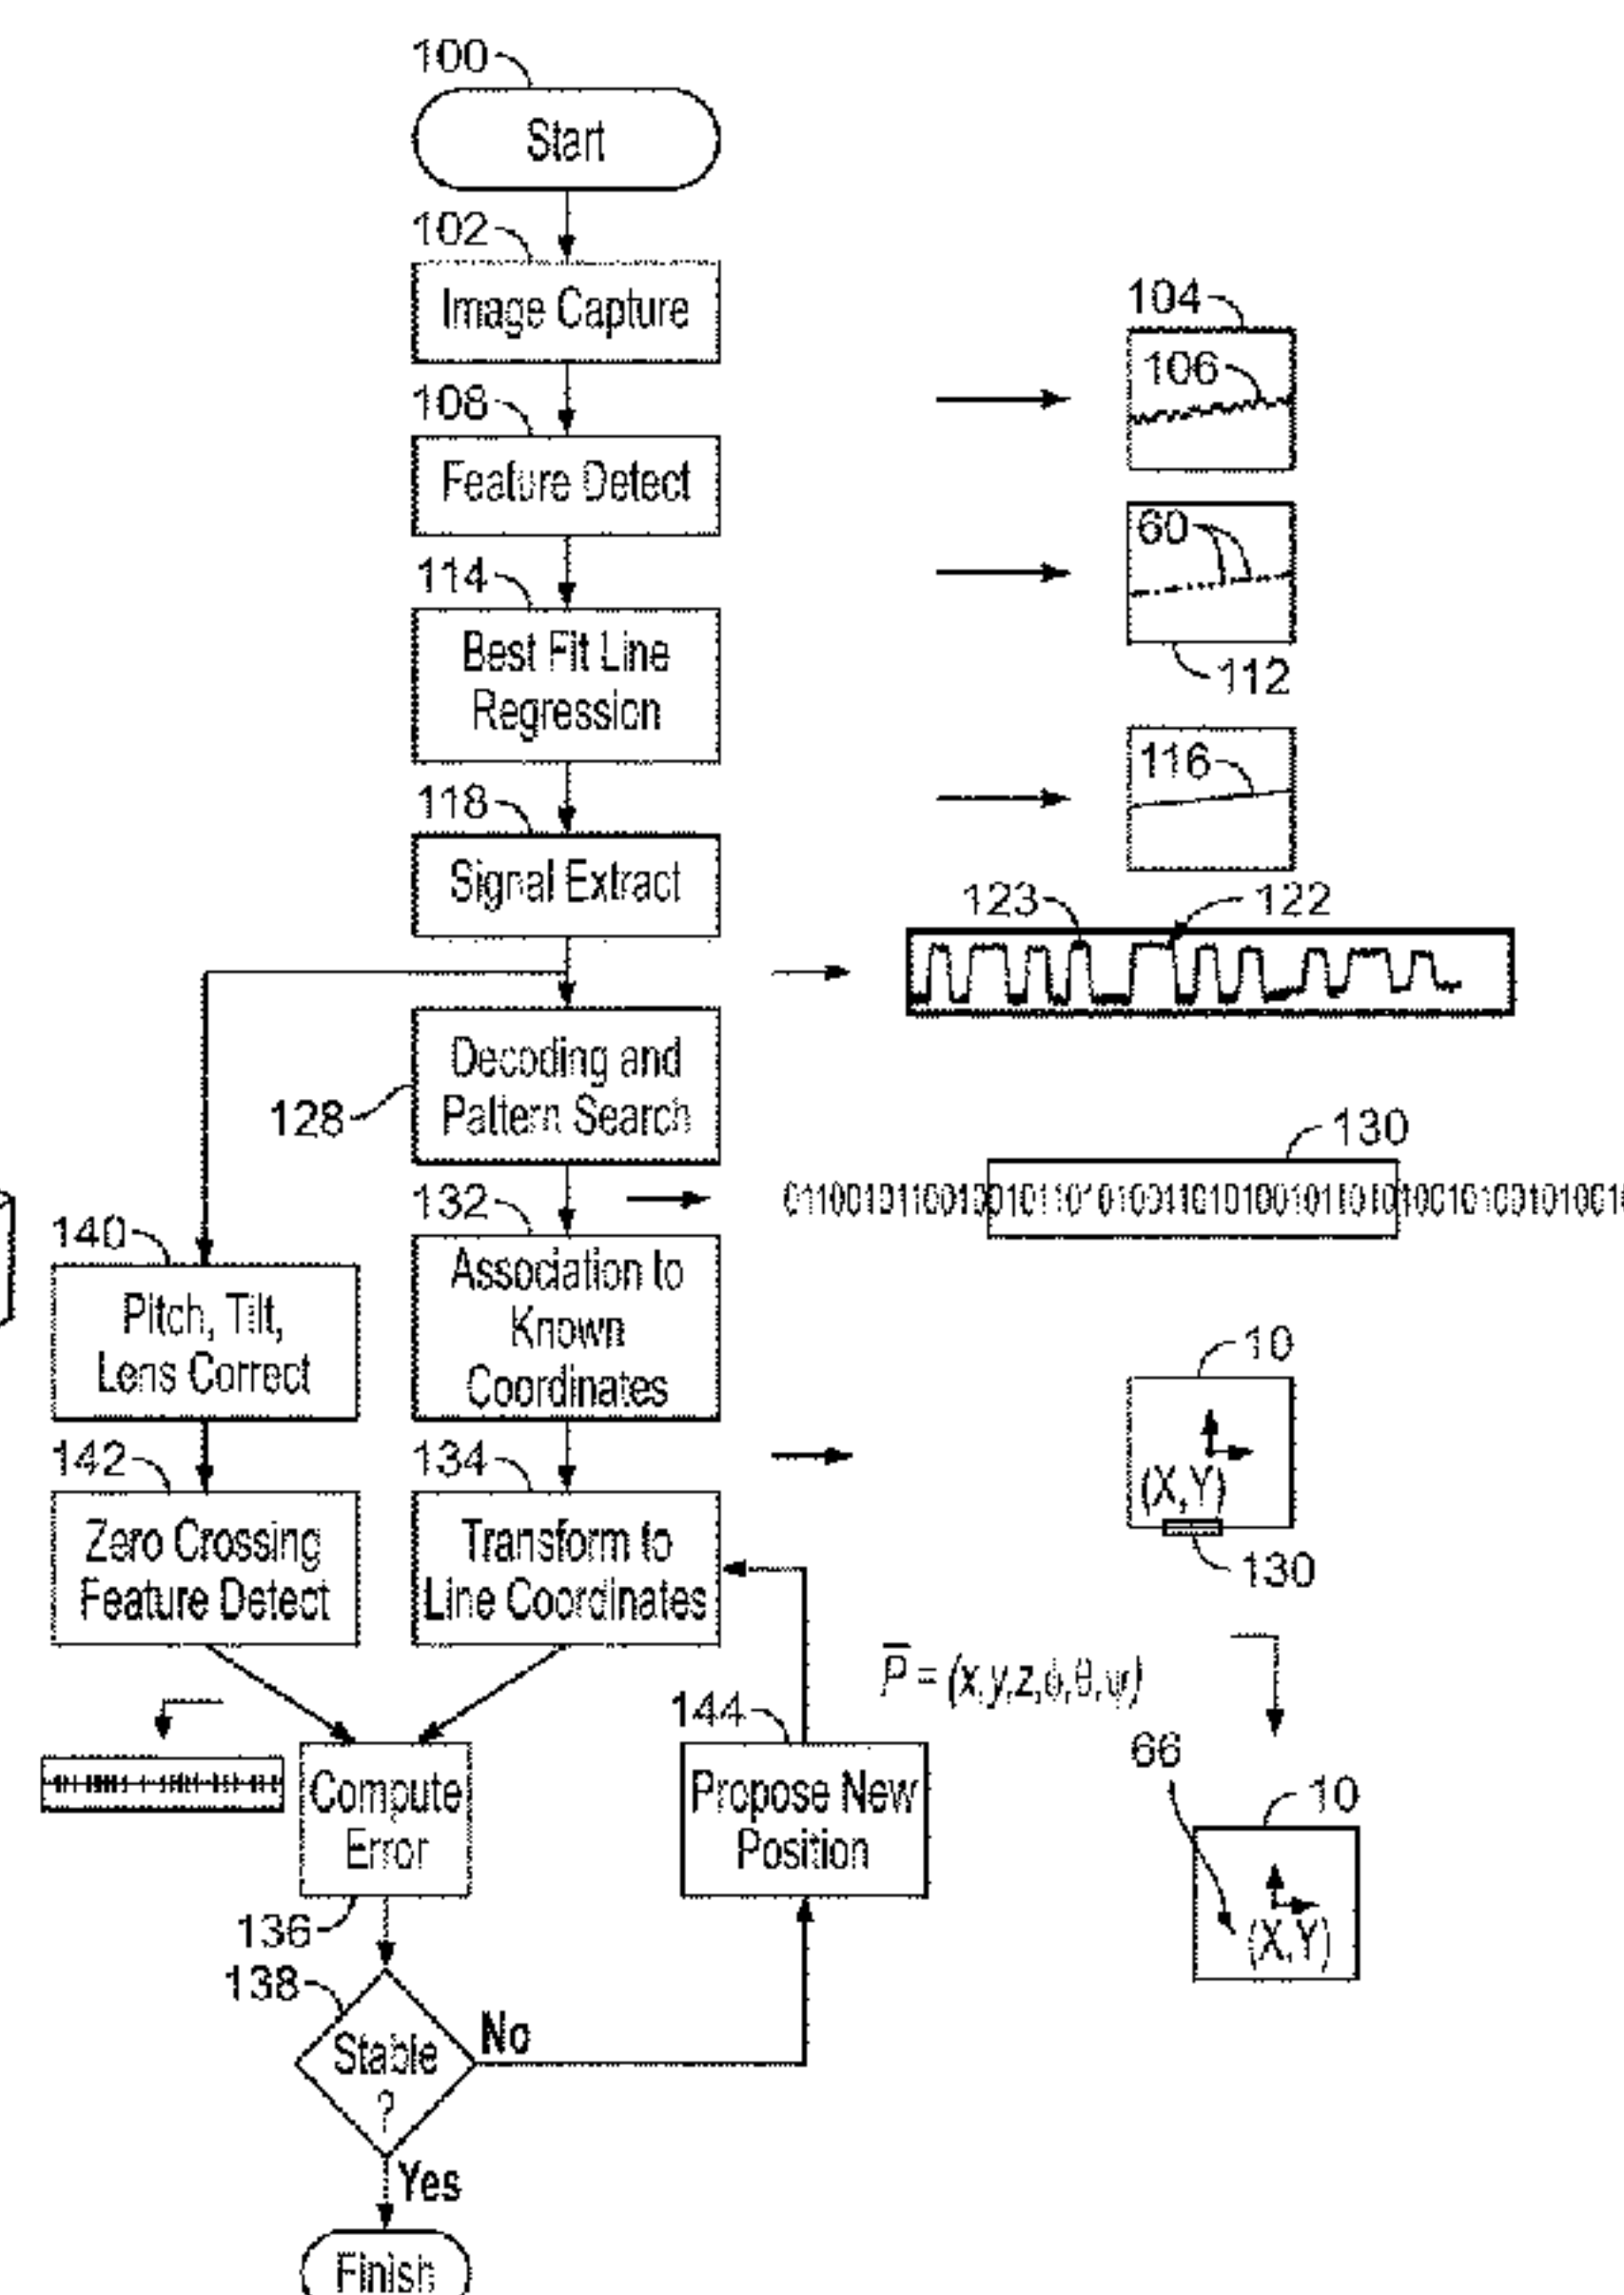 100
Start
102
Image Capture
104
106
108
Feature Detect
60
112
114
Best Fit Line
Regression
116
118
Signal Extract
123
122
Decoding and
Pattern Search
128
130
132
Association to
Known
Coordinates
140
Pitch, Tilt,
Lens Correct
10
(X,Y)
130
142
Zero Crossing
Feature Detect
134
Transform to
Line Coordinates
P̅ = (x,y,z,ϕ,θ,ψ)
144
Propose New
Position
Compute
Error
136
66
10
(X,Y)
138
Stable
?
No
Yes
Finish